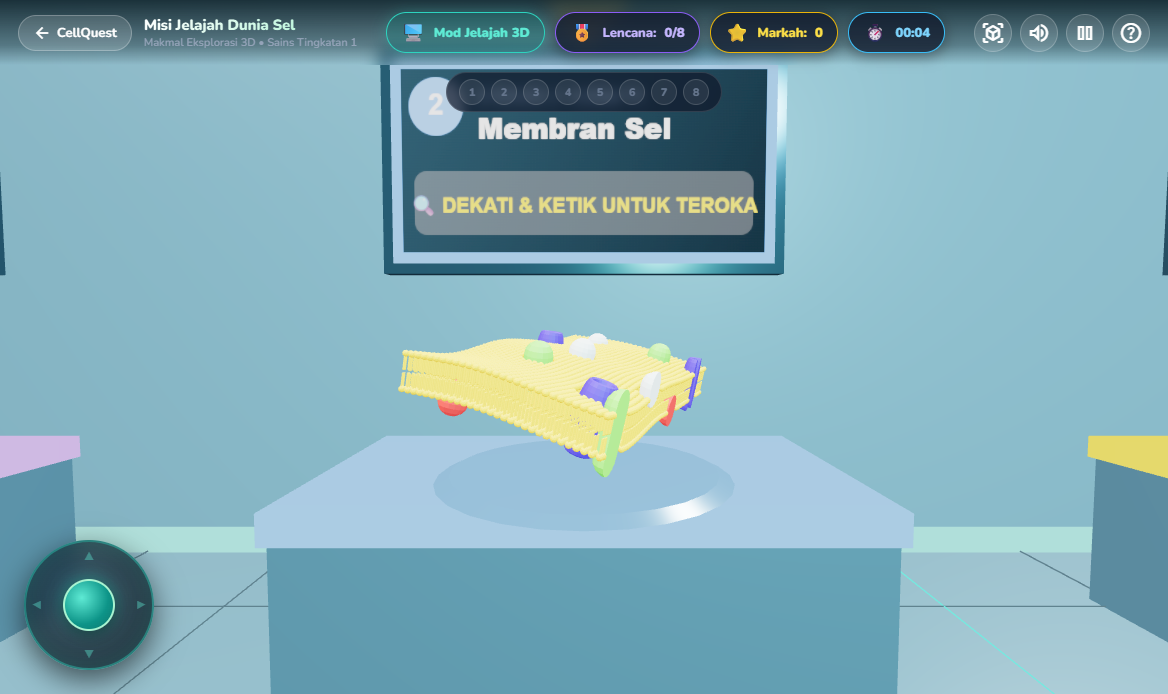 CellQuest
Misi Jelajah Dunia Sel
Makmal Eksplorasi 3D • Sains Tingkatan 1
Mod Jelajah 3D
Lencana: 0/8
Markah: 0
00:04
?
1 2 3 4 5 6 7 8
2
Membran Sel
DEKATI & KETIK UNTUK TEROKA